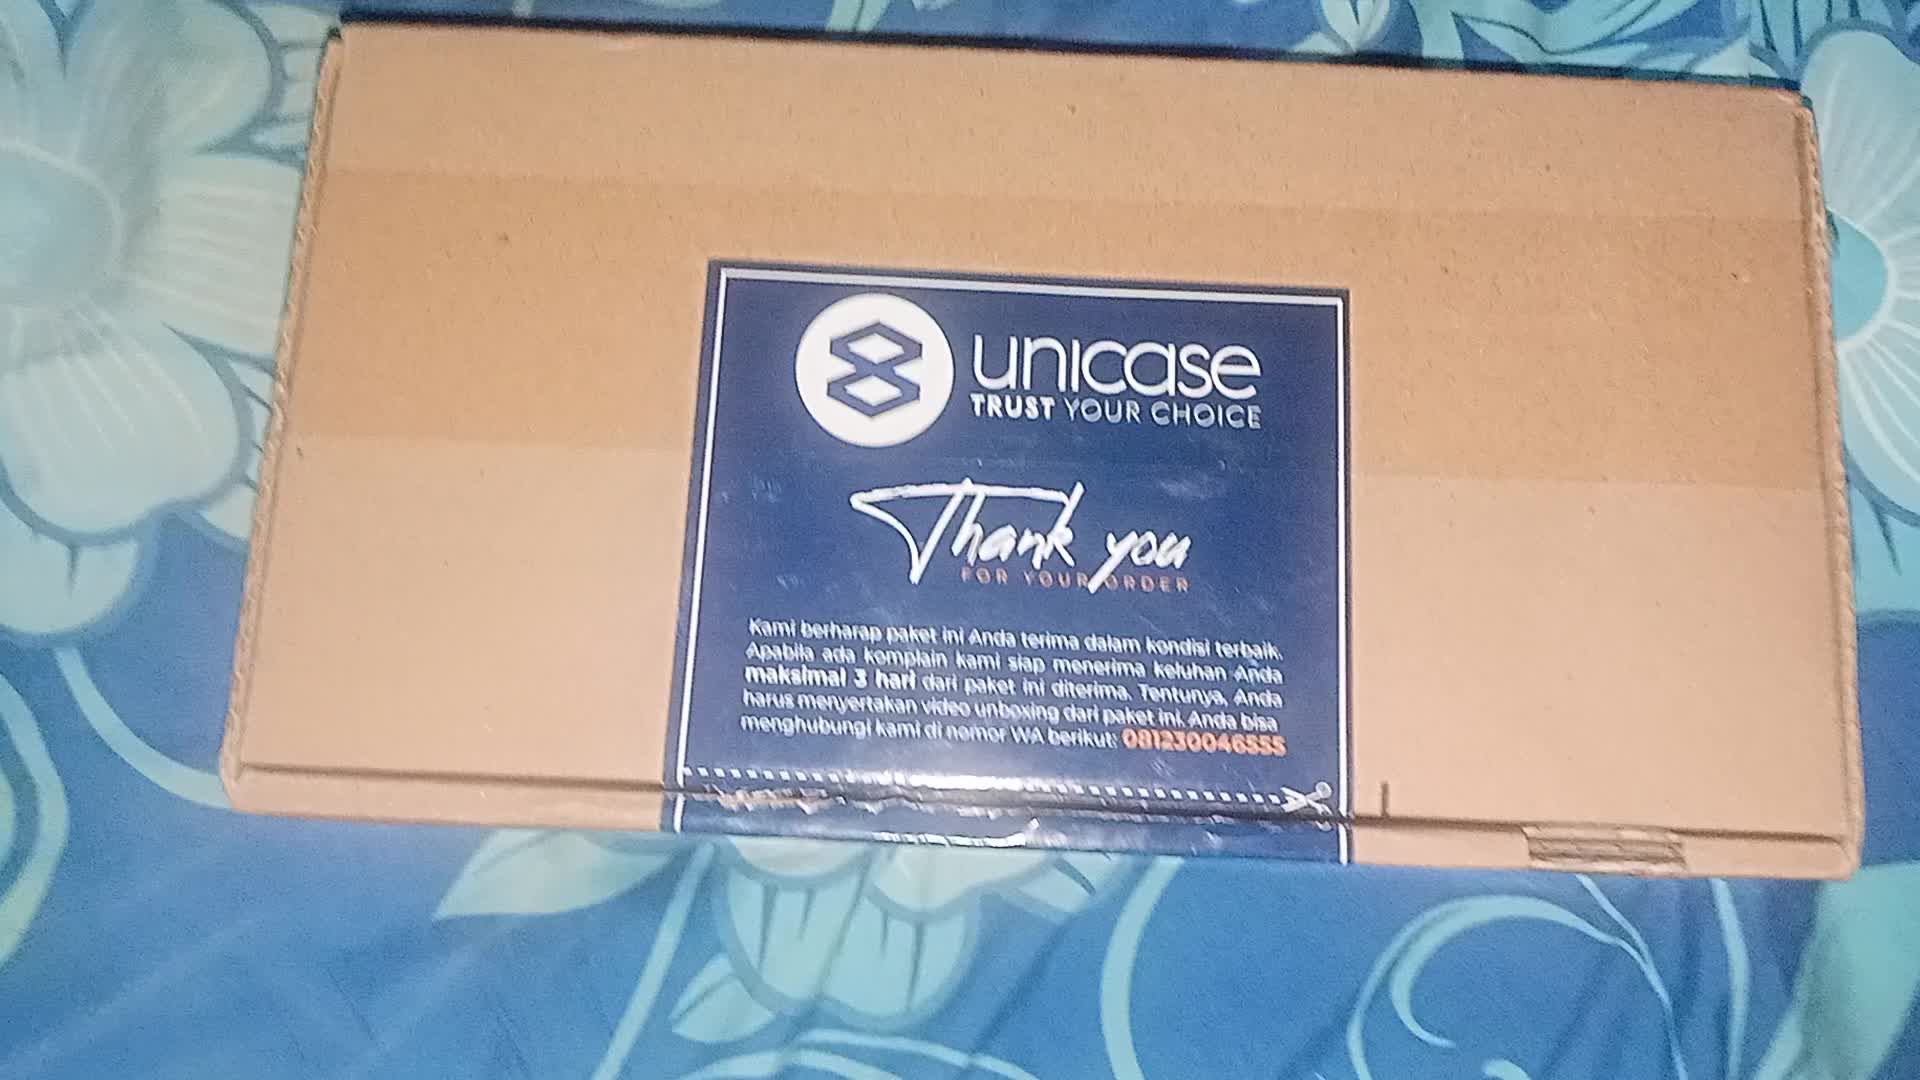 unicase
TRUST YOUR CHOICE
Thank you
FOR YOUR ORDER
Kami berharap paket ini Anda terima dalam kondisi terbaik.
Apabila ada komplain kami siap menerima keluhan Anda
maksimal 3 hari dari paket ini diterima. Tentunya, Anda
harus menyertakan video unboxing dari paket ini. Anda bisa
menghubungi kami di nomor WA berikut: 081230046555